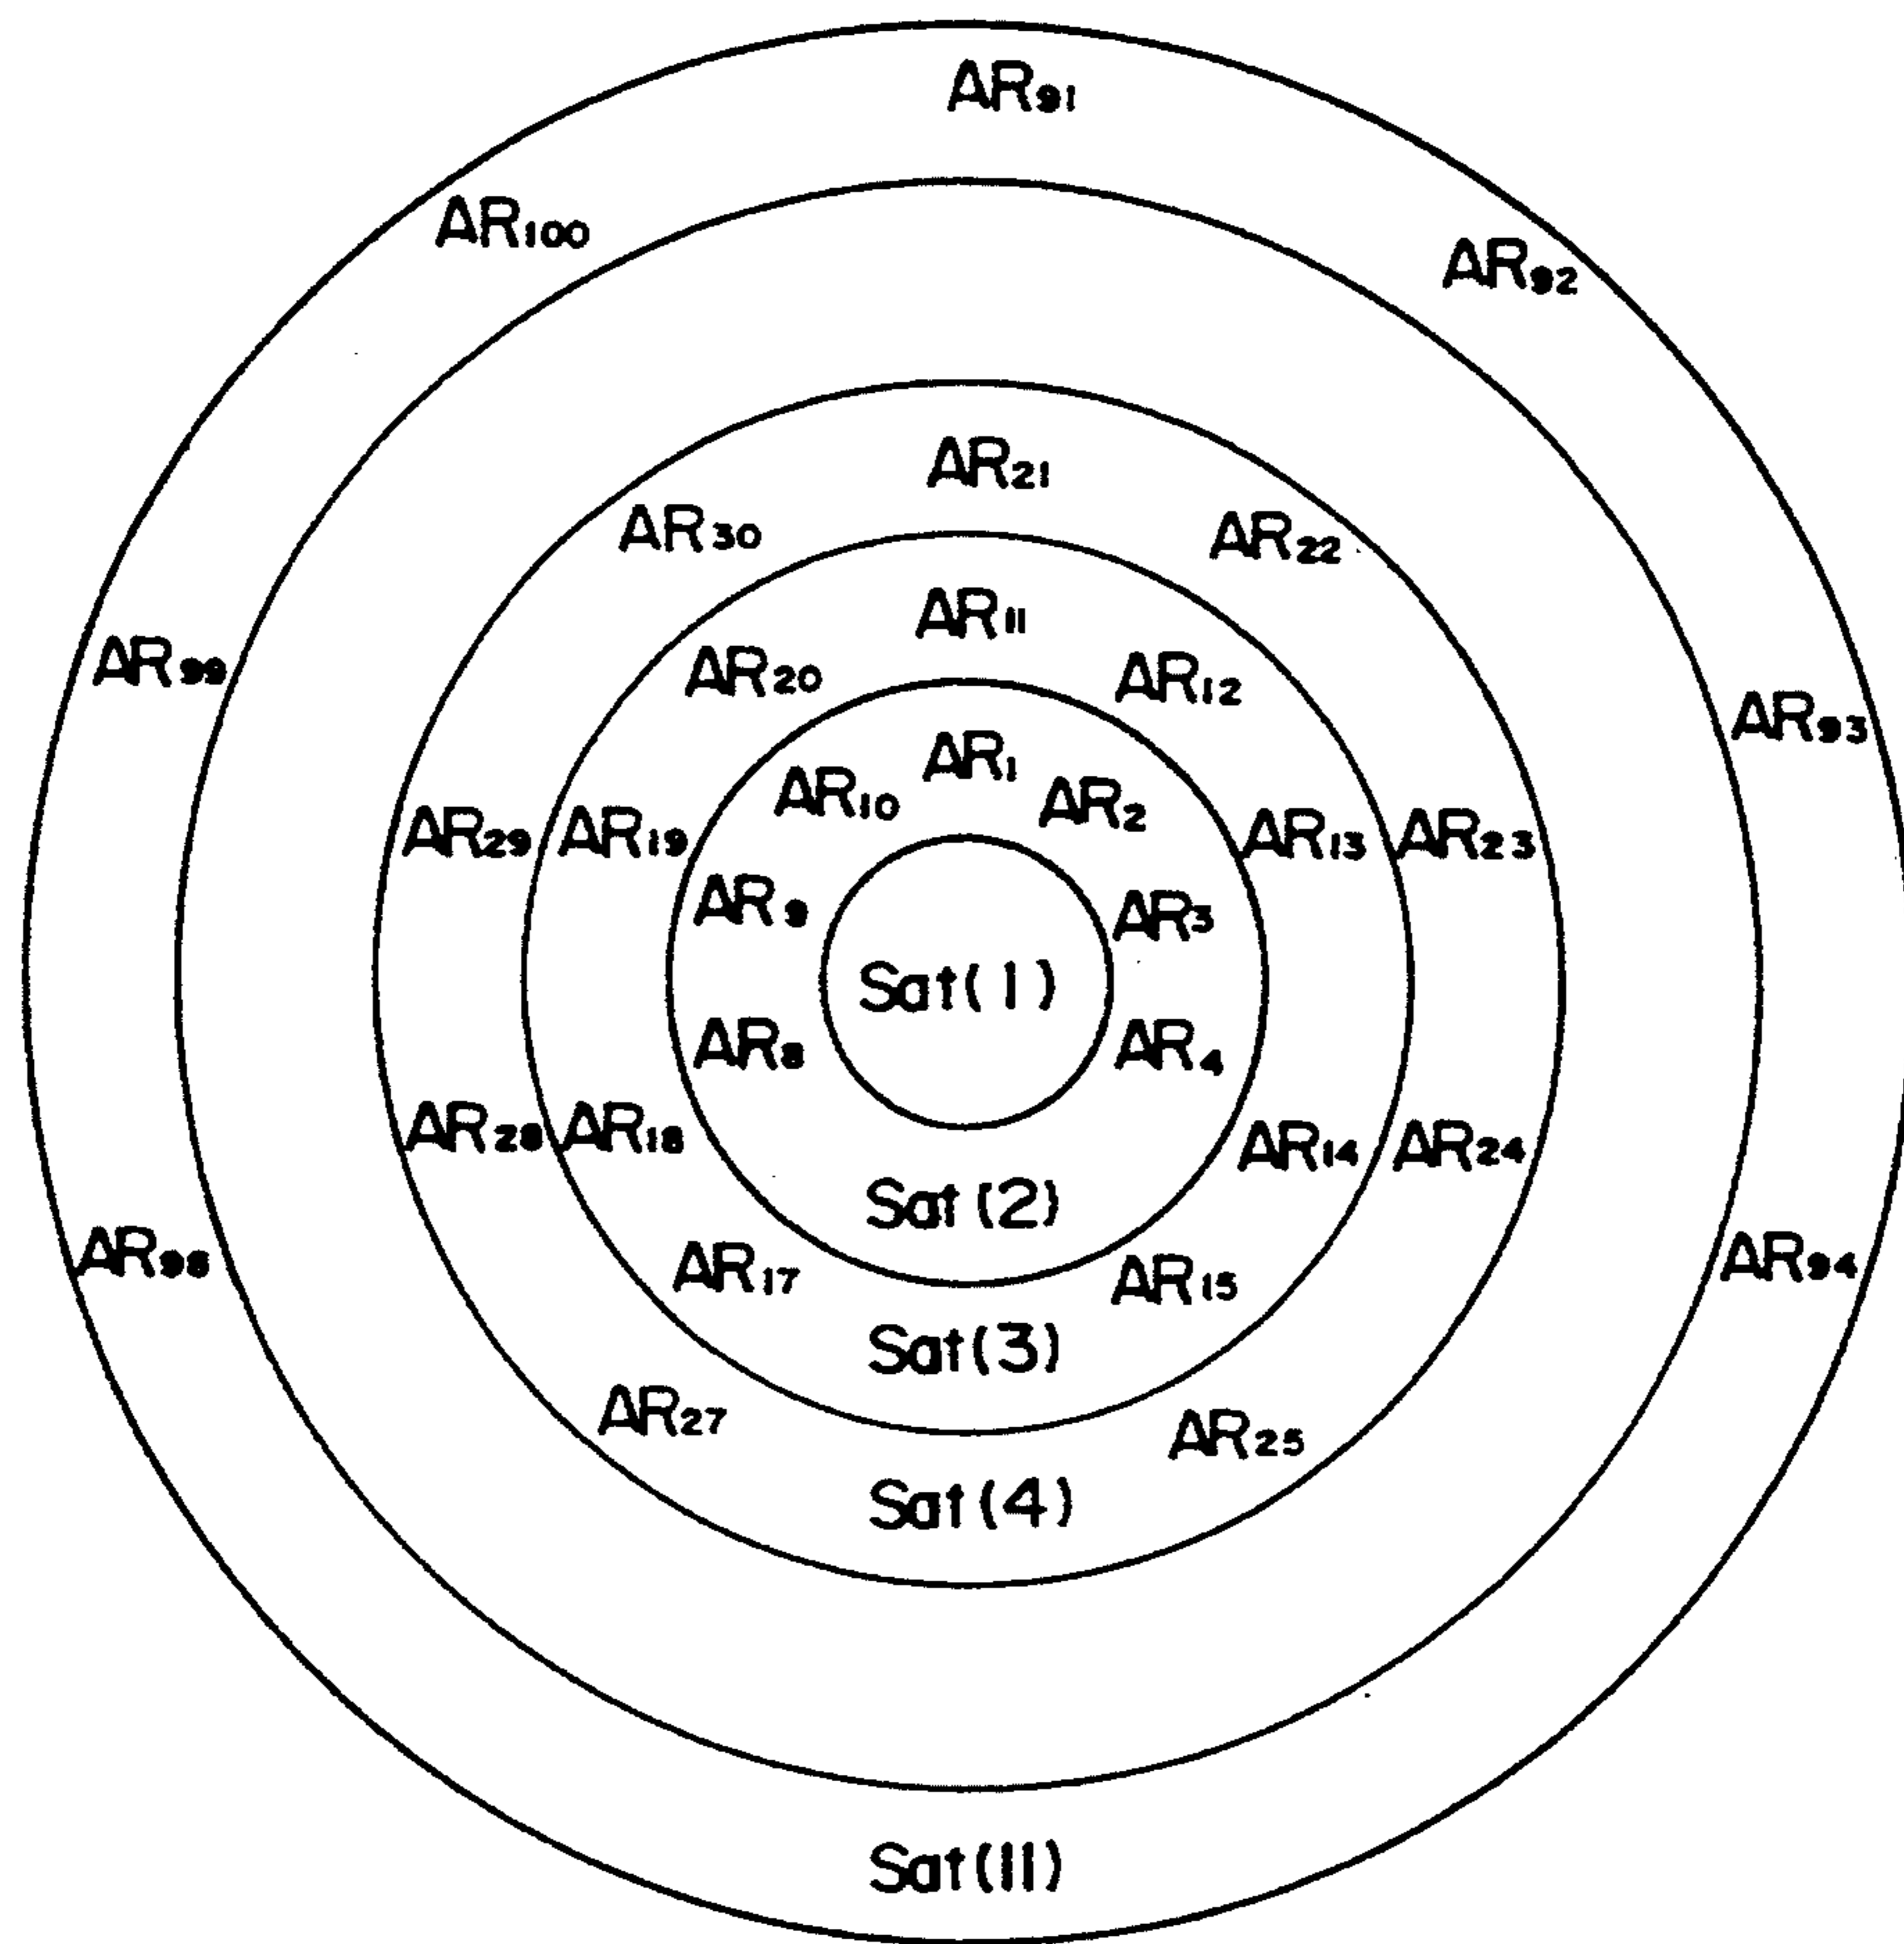 AR91
AR100
AR92
AR21
AR30
AR22
AR11
AR20
AR12
AR99
AR93
AR1
AR10
AR2
AR29
AR19
AR13
AR23
AR9
AR3
Sat(1)
AR8
AR4
AR28
AR18
AR14
AR24
Sat(2)
AR98
AR17
AR15
AR94
Sat(3)
AR27
AR25
Sat(4)
Sat(11)